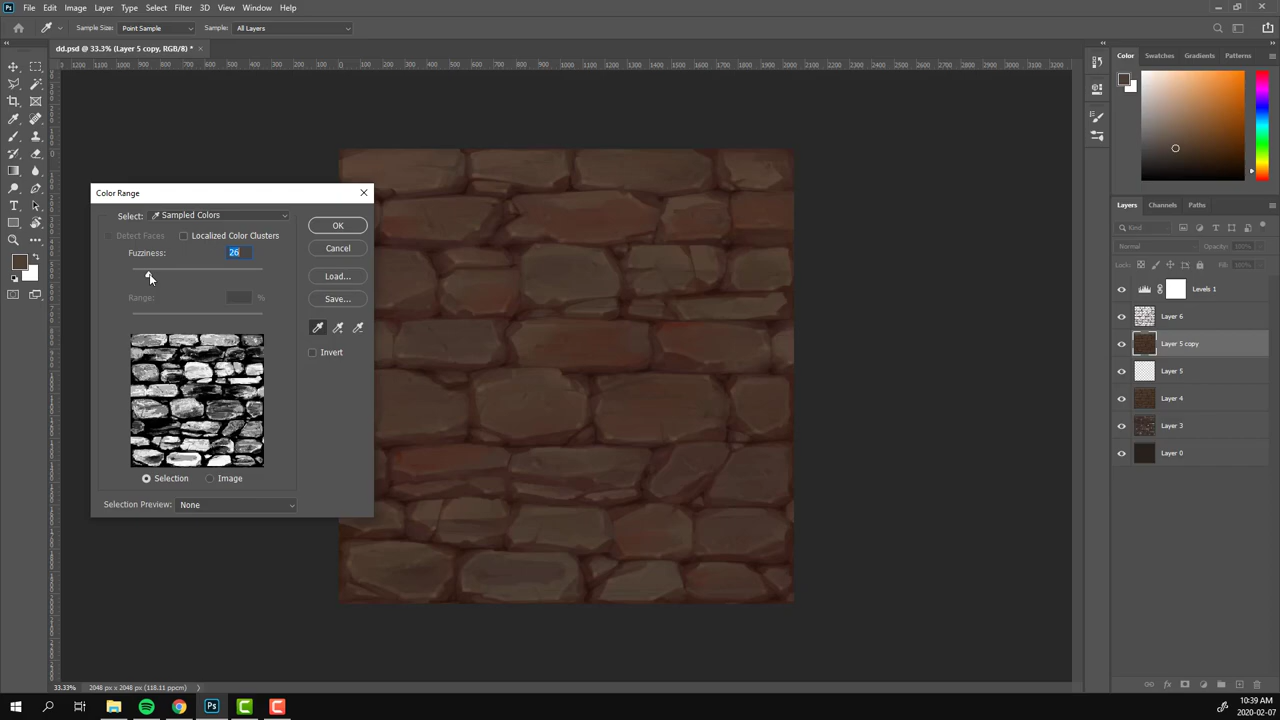 Ps File Edit Image Layer Type Select Filter 3D View Window Help
Sample Size: Point Sample Sample: All Layers
dd.psd @ 33.3% (Layer 5 copy, RGB/8) * ×
Color Swatches Gradients Patterns
Color Range
Select: Sampled Colors
OK
Detect Faces Localized Color Clusters
Cancel
Fuzziness: 26
Load...
Range: %
Save...
Invert
Selection Image
Selection Preview: None
Layers Channels Paths
Kind
Normal Opacity: 100%
Lock: Fill: 100%
Levels 1
Layer 6
Layer 5 copy
Layer 5
Layer 4
Layer 3
Layer 0
33.33% 2048 px x 2048 px (118.11 ppcm)
Ps
10:39 AM
2020-02-07